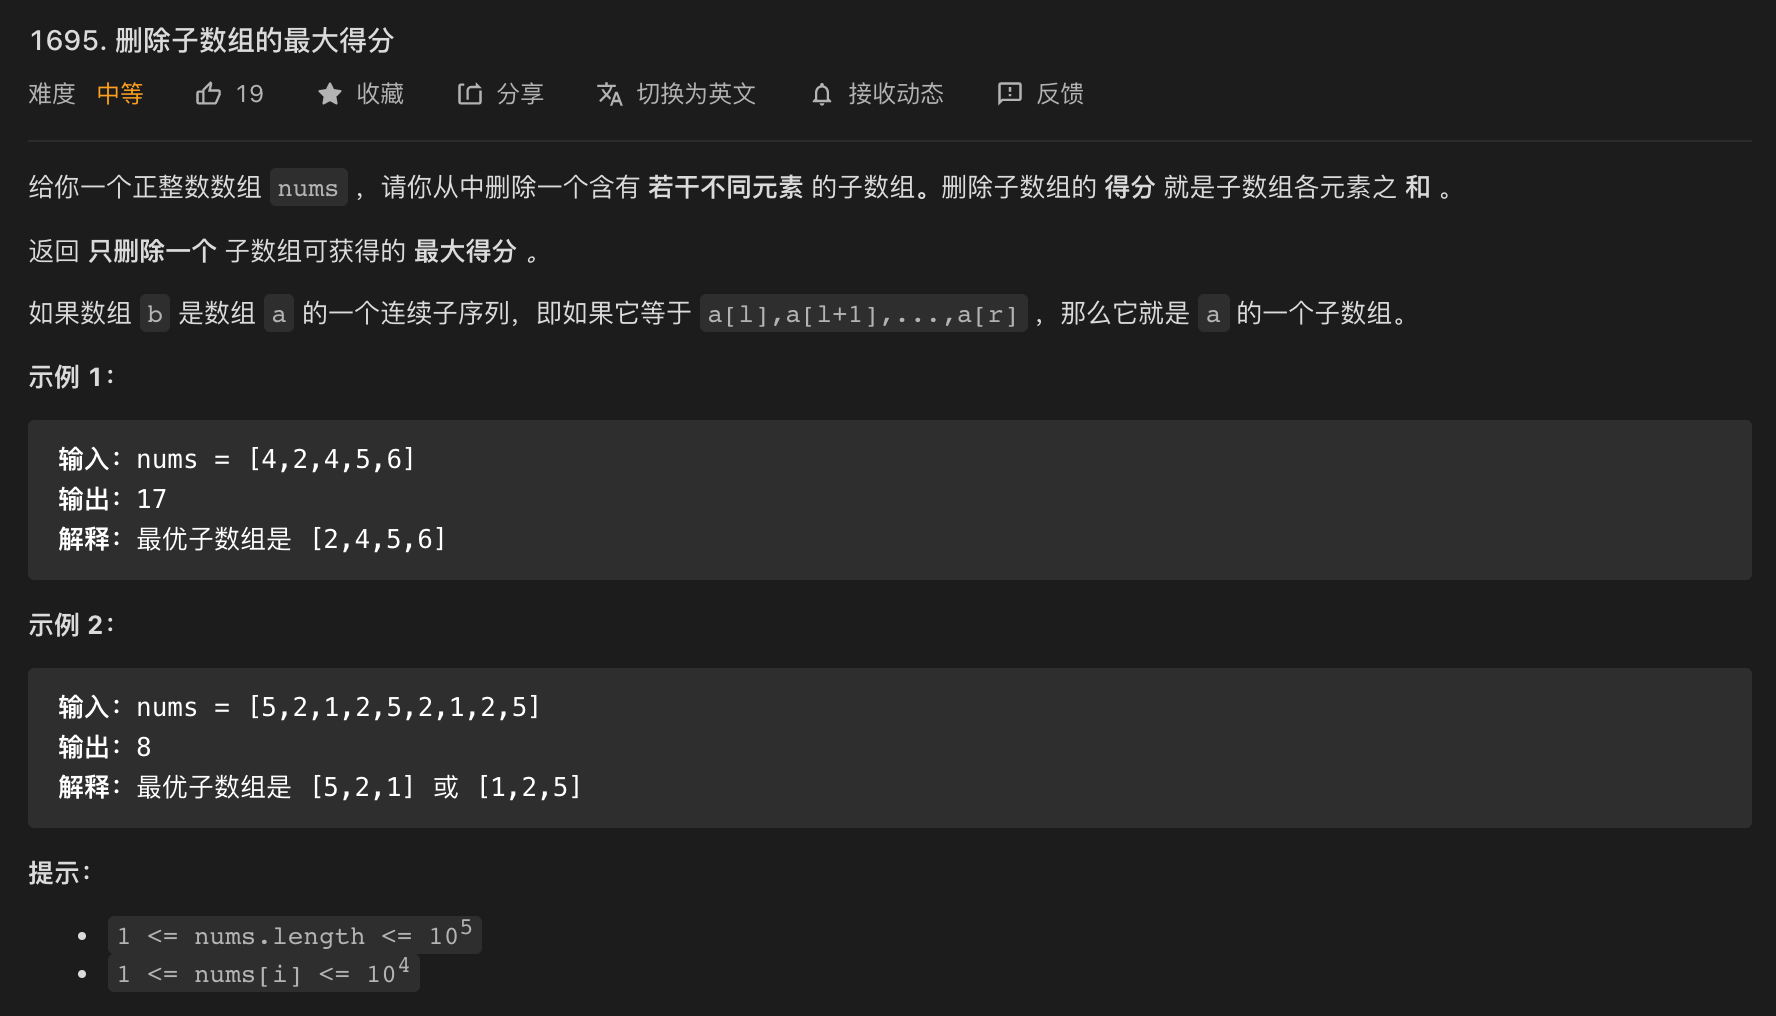 1695. 删除子数组的最大得分
难度 中等 19 收藏 分享 切换为英文 接收动态 反馈
给你一个正整数数组 nums ，请你从中删除一个含有 若干不同元素 的子数组。删除子数组的 得分 就是子数组各元素之 和 。
返回 只删除一个 子数组可获得的 最大得分 。
如果数组 b 是数组 a 的一个连续子序列，即如果它等于 a[l],a[l+1],...,a[r] ，那么它就是 a 的一个子数组。
示例 1：
输入：nums = [4,2,4,5,6]
输出：17
解释：最优子数组是 [2,4,5,6]
示例 2：
输入：nums = [5,2,1,2,5,2,1,2,5]
输出：8
解释：最优子数组是 [5,2,1] 或 [1,2,5]
提示：
• 1 <= nums.length <= 10⁵
• 1 <= nums[i] <= 10⁴